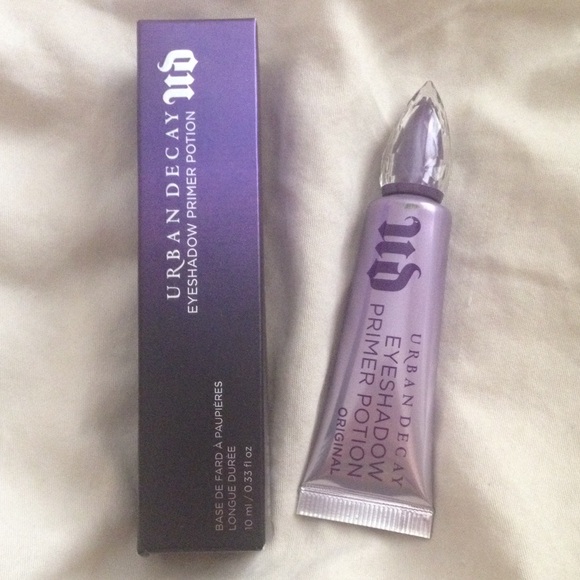 UD
URBAN DECAY
EYESHADOW PRIMER POTION
BASE DE FARD À PAUPIÈRES
LONGUE DURÉE
10 ml / 0.33 fl oz
UD
URBAN DECAY
EYESHADOW
PRIMER POTION
ORIGINAL